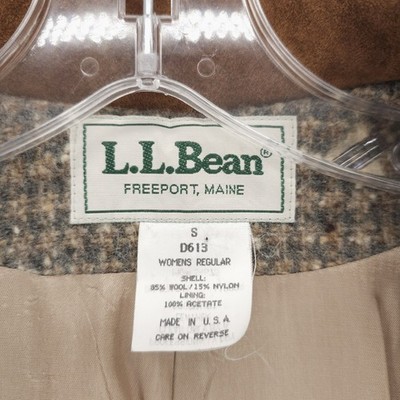 L.L.Bean®
FREEPORT, MAINE
S
D613
WOMENS REGULAR
SHELL:
85% WOOL/15% NYLON
LINING:
100% ACETATE
MADE IN U.S.A.
CARE ON REVERSE